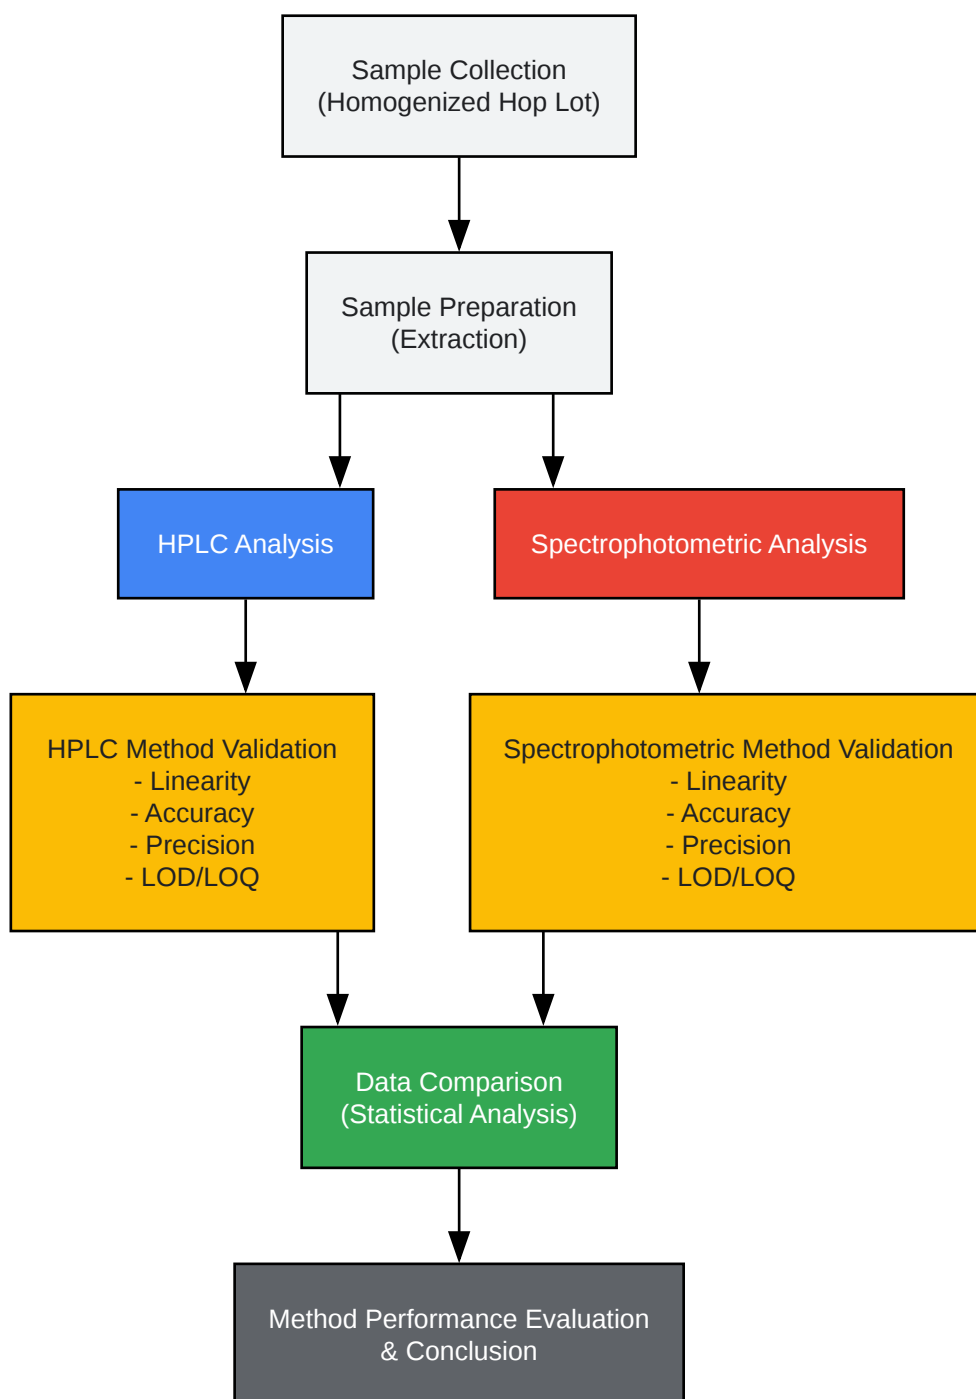 Sample Collection
(Homogenized Hop Lot)
Sample Preparation
(Extraction)
HPLC Analysis
Spectrophotometric Analysis
HPLC Method Validation
- Linearity
- Accuracy
- Precision
- LOD/LOQ
Spectrophotometric Method Validation
- Linearity
- Accuracy
- Precision
- LOD/LOQ
Data Comparison
(Statistical Analysis)
Method Performance Evaluation
& Conclusion